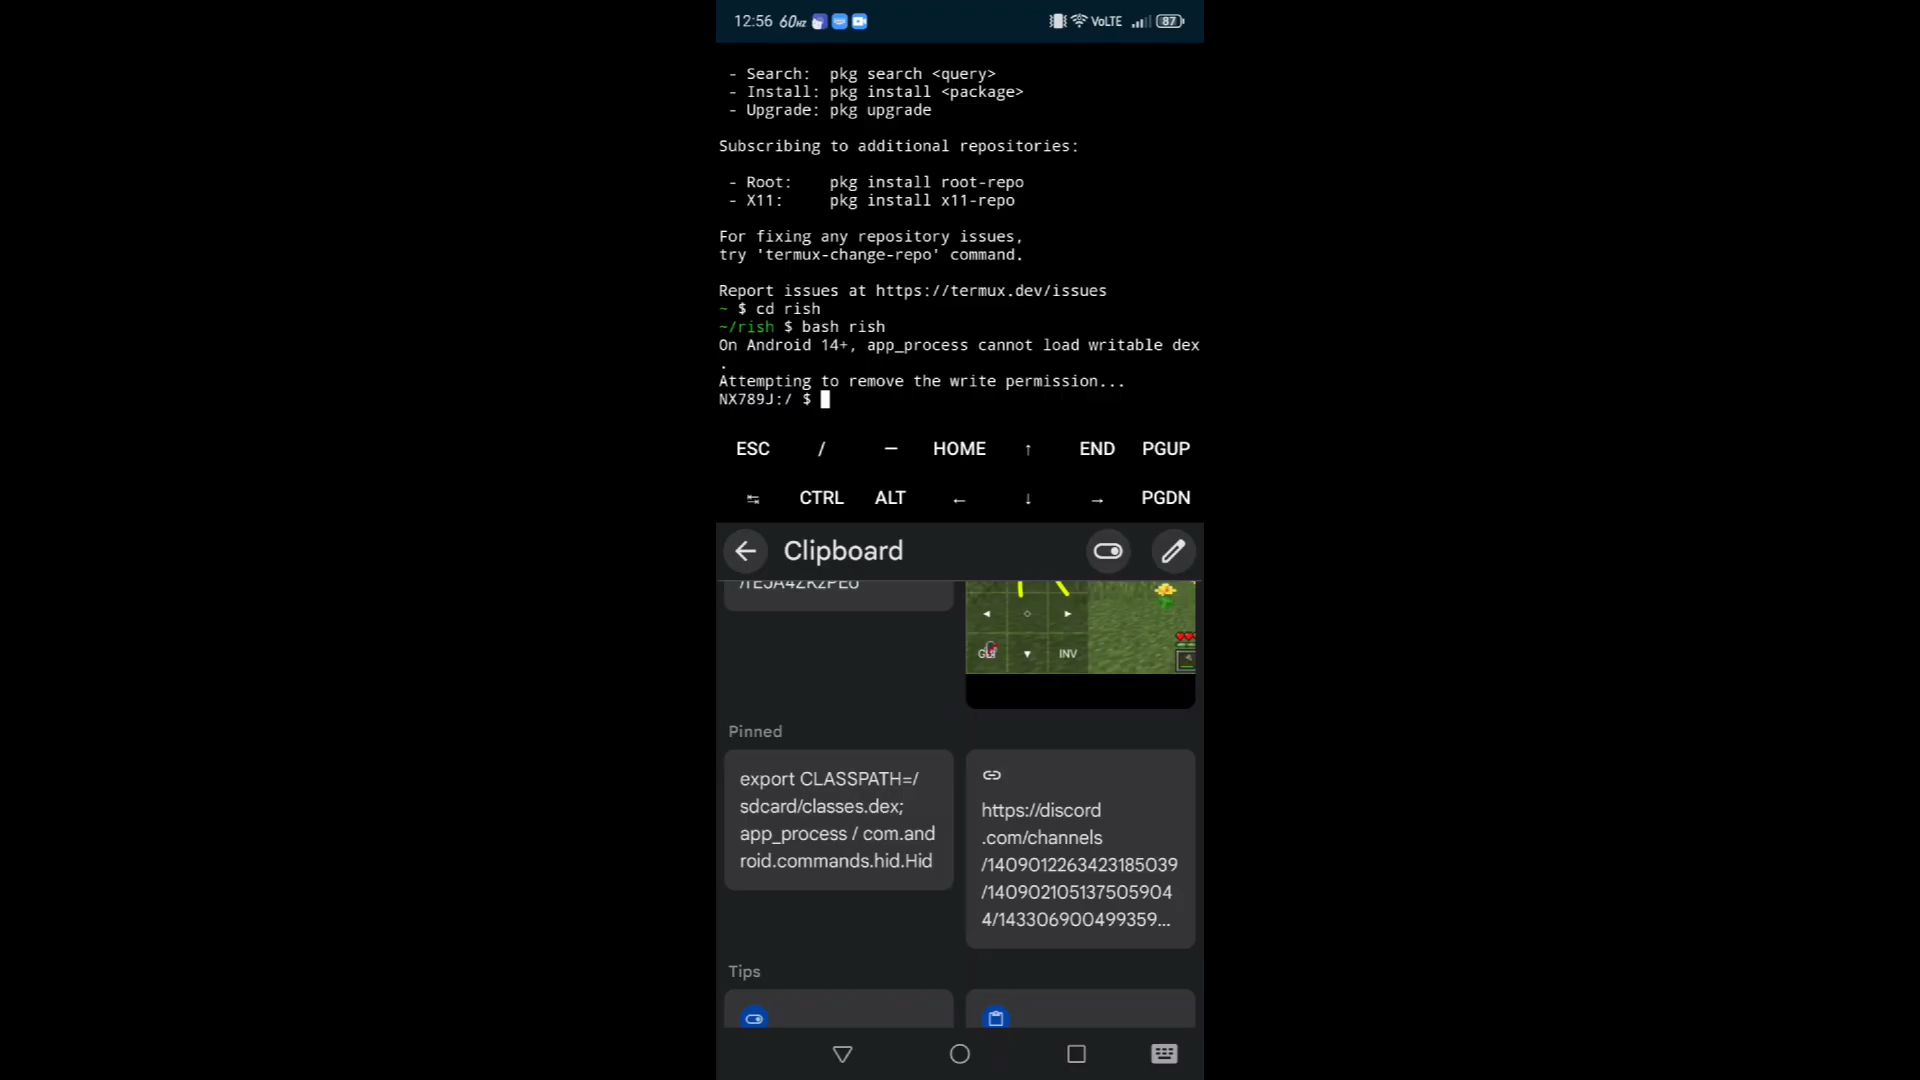 12:56 60HZ VoLTE 87
- Search: pkg search <query>
- Install: pkg install <package>
- Upgrade: pkg upgrade
Subscribing to additional repositories:
- Root: pkg install root-repo
- X11: pkg install x11-repo
For fixing any repository issues,
try 'termux-change-repo' command.
Report issues at https://termux.dev/issues
~ $ cd rish
~/rish $ bash rish
On Android 14+, app_process cannot load writable dex
.
Attempting to remove the write permission...
NX789J:/ $
ESC / — HOME ↑ END PGUP
↹ CTRL ALT ← ↓ → PGDN
Clipboard
GUI
INV
Pinned
export CLASSPATH=/
sdcard/classes.dex;
app_process / com.and
roid.commands.hid.Hid
https://discord
.com/channels
/1409012263423185039
/140902105137505904
4/143306900499359...
Tips